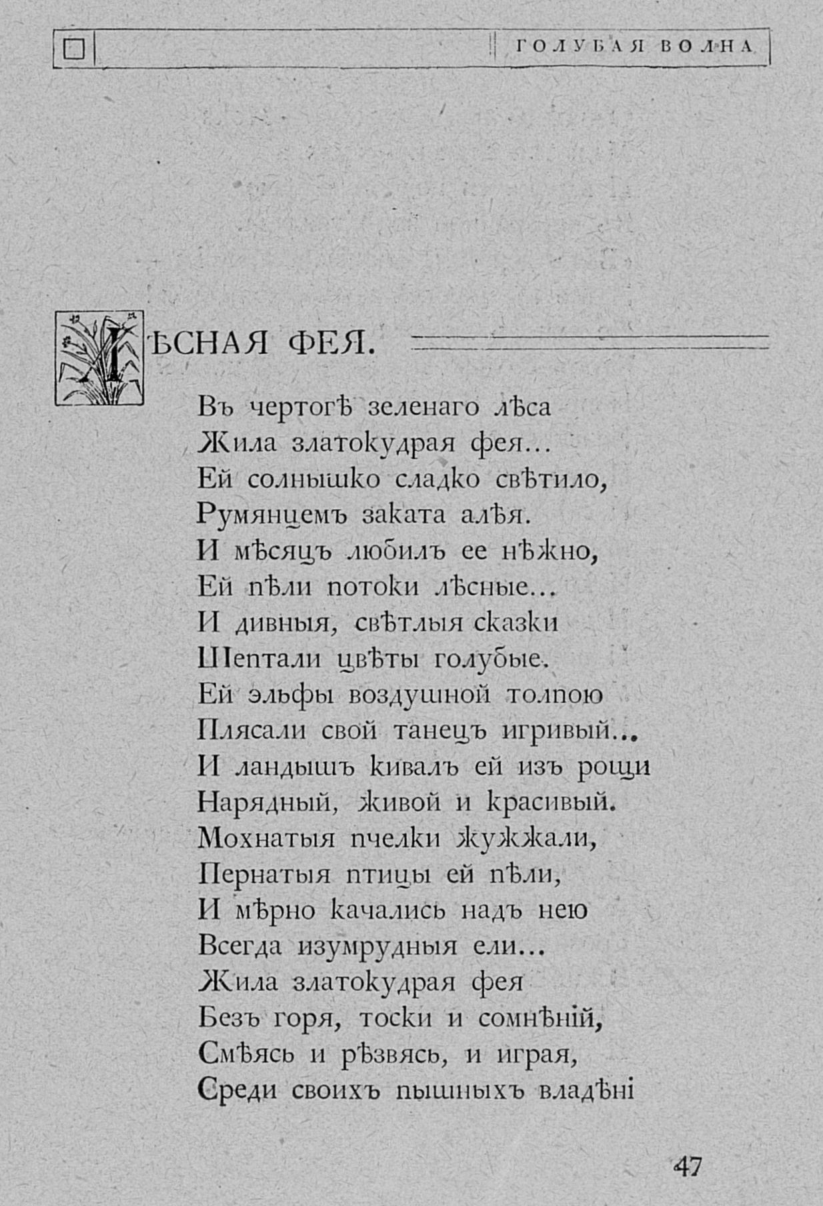 ГОЛУБАЯ ВОЛНА
ЛѢСНАЯ ФЕЯ.
Въ чертогѣ зеленаго лѣса
Жила златокудрая фея...
Ей солнышко сладко свѣтило,
Румянцемъ заката алѣя.
И мѣсяцъ любилъ ее нѣжно,
Ей пѣли потоки лѣсные...
И дивныя, свѣтлыя сказки
Шептали цвѣты голубые.
Ей эльфы воздушной толпою
Плясали свой танецъ игривый...
И ландышъ кивалъ ей изъ рощи
Нарядный, живой и красивый.
Мохнатыя пчелки жужжали,
Пернатыя птицы ей пѣли,
И мѣрно качались надъ нею
Всегда изумрудныя ели...
Жила златокудрая фея
Безъ горя, тоски и сомнѣній,
Смѣясь и рѣзвясь, и играя,
Среди своихъ пышныхъ владѣні
47